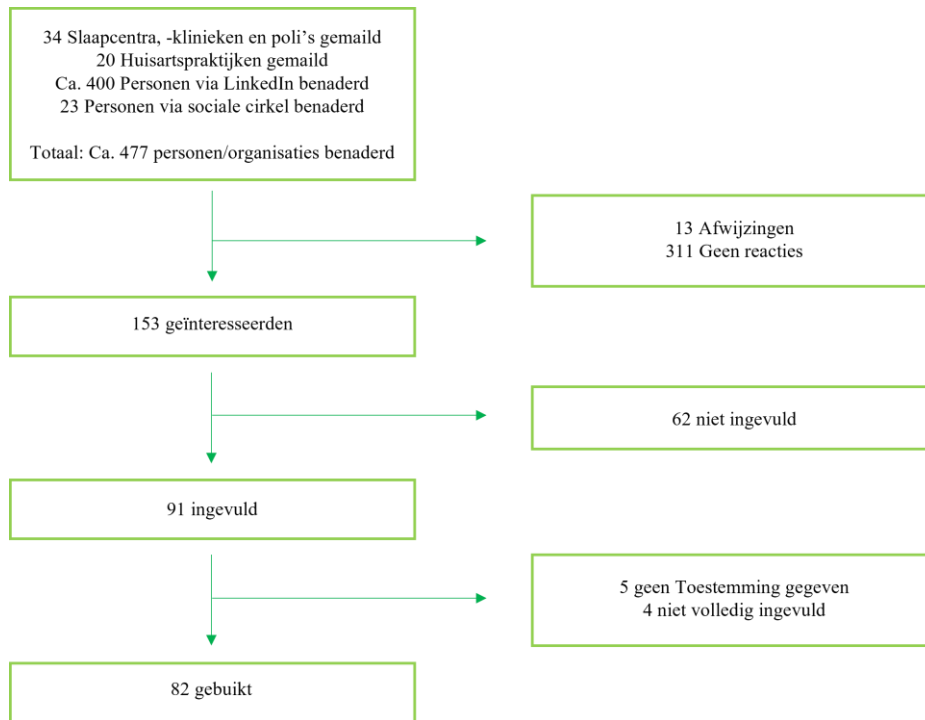 34 Slaapcentra, -klinieken en poli’s gemaild
20 Huisartspraktijken gemaild
Ca. 400 Personen via LinkedIn benaderd
23 Personen via sociale cirkel benaderd
Totaal: Ca. 477 personen/organisaties benaderd
13 Afwijzingen
311 Geen reacties
153 geïnteresseerden
62 niet ingevuld
91 ingevuld
5 geen Toestemming gegeven
4 niet volledig ingevuld
82 gebuikt